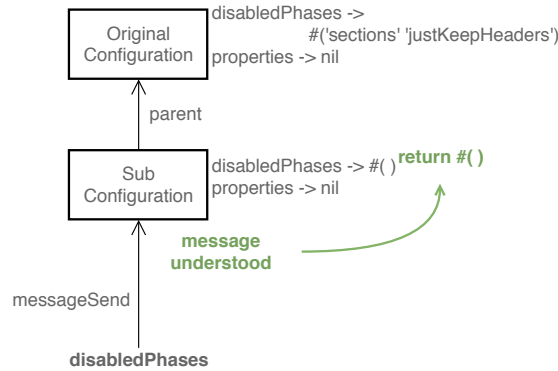 Original
Configuration
disabledPhases ->
#('sections' 'justKeepHeaders')
properties -> nil
parent
Sub
Configuration
disabledPhases -> #( )
return #( )
properties -> nil
message
understood
messageSend
disabledPhases